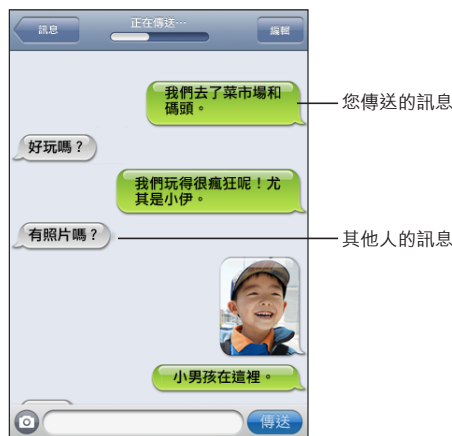 訊息
正在傳送…
編輯
我們去了菜市場和
碼頭。
您傳送的訊息
好玩嗎？
我們玩得很瘋狂呢！尤
其是小伊。
有照片嗎？
其他人的訊息
小男孩在這裡。
傳送